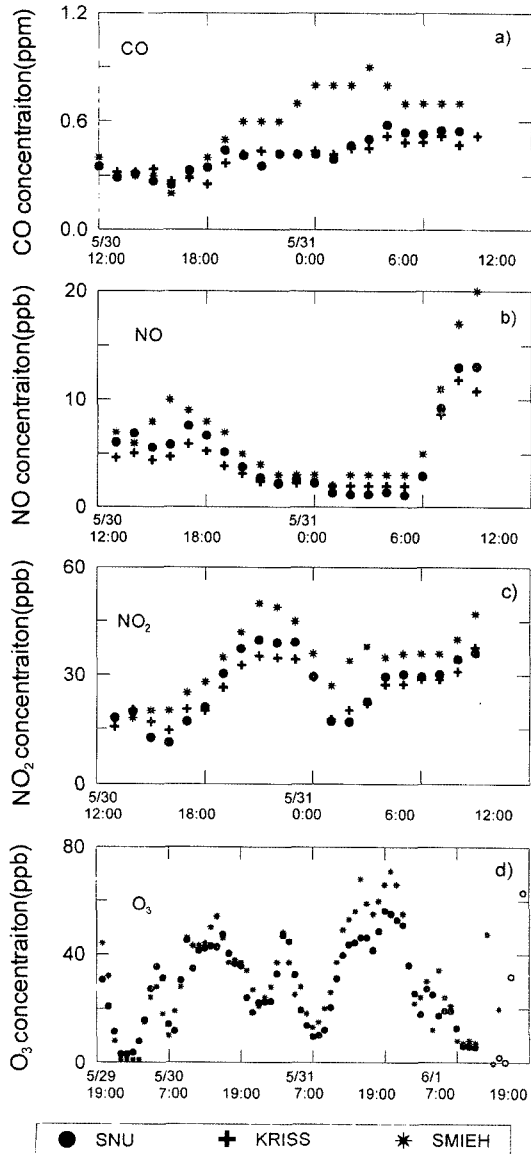 a)
CO
CO concentraiton(ppm)
1.2
0.6
0.0
5/30 5/31
12:00 18:00 0:00 6:00 12:00
b)
NO
NO concentraiton(ppb)
20
10
0
5/30 5/31
12:00 18:00 0:00 6:00 12:00
c)
NO₂
NO₂ concentraiton(ppb)
60
30
0
5/30 5/31
12:00 18:00 0:00 6:00 12:00
d)
O₃
O₃ concentraiton(ppb)
80
40
0
5/29 5/30 5/31 6/1
19:00 7:00 19:00 7:00 19:00 7:00 19:00
SNU KRISS SMIEH